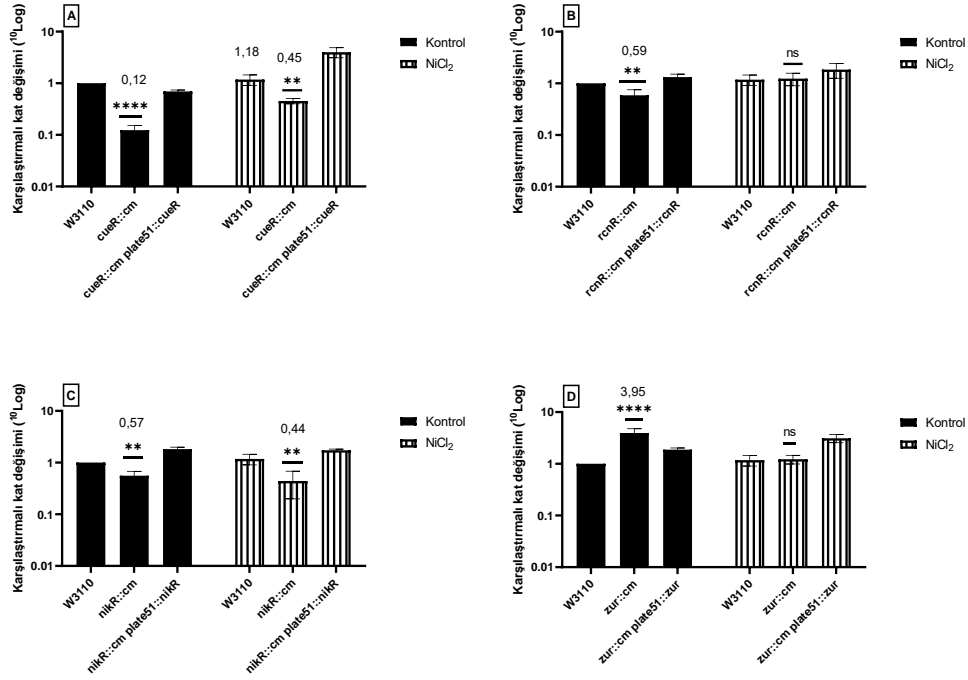 A
Karşılaştırmalı kat değişimi (¹⁰Log)
10
1
0.1
0.01
0,12
****
1,18
0,45
**
Kontrol
NiCl₂
W3110
cueR::cm
cueR::cm plate51::cueR
W3110
cueR::cm
cueR::cm plate51::cueR
B
Karşılaştırmalı kat değişimi (¹⁰Log)
10
1
0.1
0.01
0,59
**
ns
Kontrol
NiCl₂
W3110
rcnR::cm
rcnR::cm plate51::rcnR
W3110
rcnR::cm
rcnR::cm plate51::rcnR
C
Karşılaştırmalı kat değişimi (¹⁰Log)
10
1
0.1
0.01
0,57
**
0,44
**
Kontrol
NiCl₂
W3110
nikR::cm
nikR::cm plate51::nikR
W3110
nikR::cm
nikR::cm plate51::nikR
D
Karşılaştırmalı kat değişimi (¹⁰Log)
10
1
0.1
0.01
3,95
****
ns
Kontrol
NiCl₂
W3110
zur::cm
zur::cm plate51::zur
W3110
zur::cm
zur::cm plate51::zur